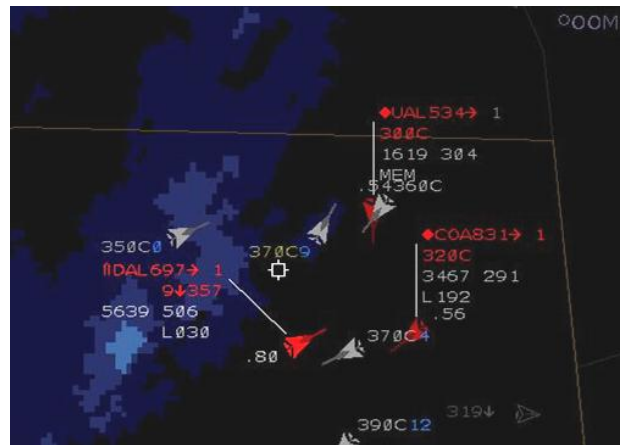 °OOM
◆UAL534→ 1
300C
1619 304
MEM
.54360C
350C0
370C9
DAL697→ 1
9↓357
5639 506
L030
.80
◆COA831→ 1
320C
3467 291
L192
.56
370C4
390C12
319↓